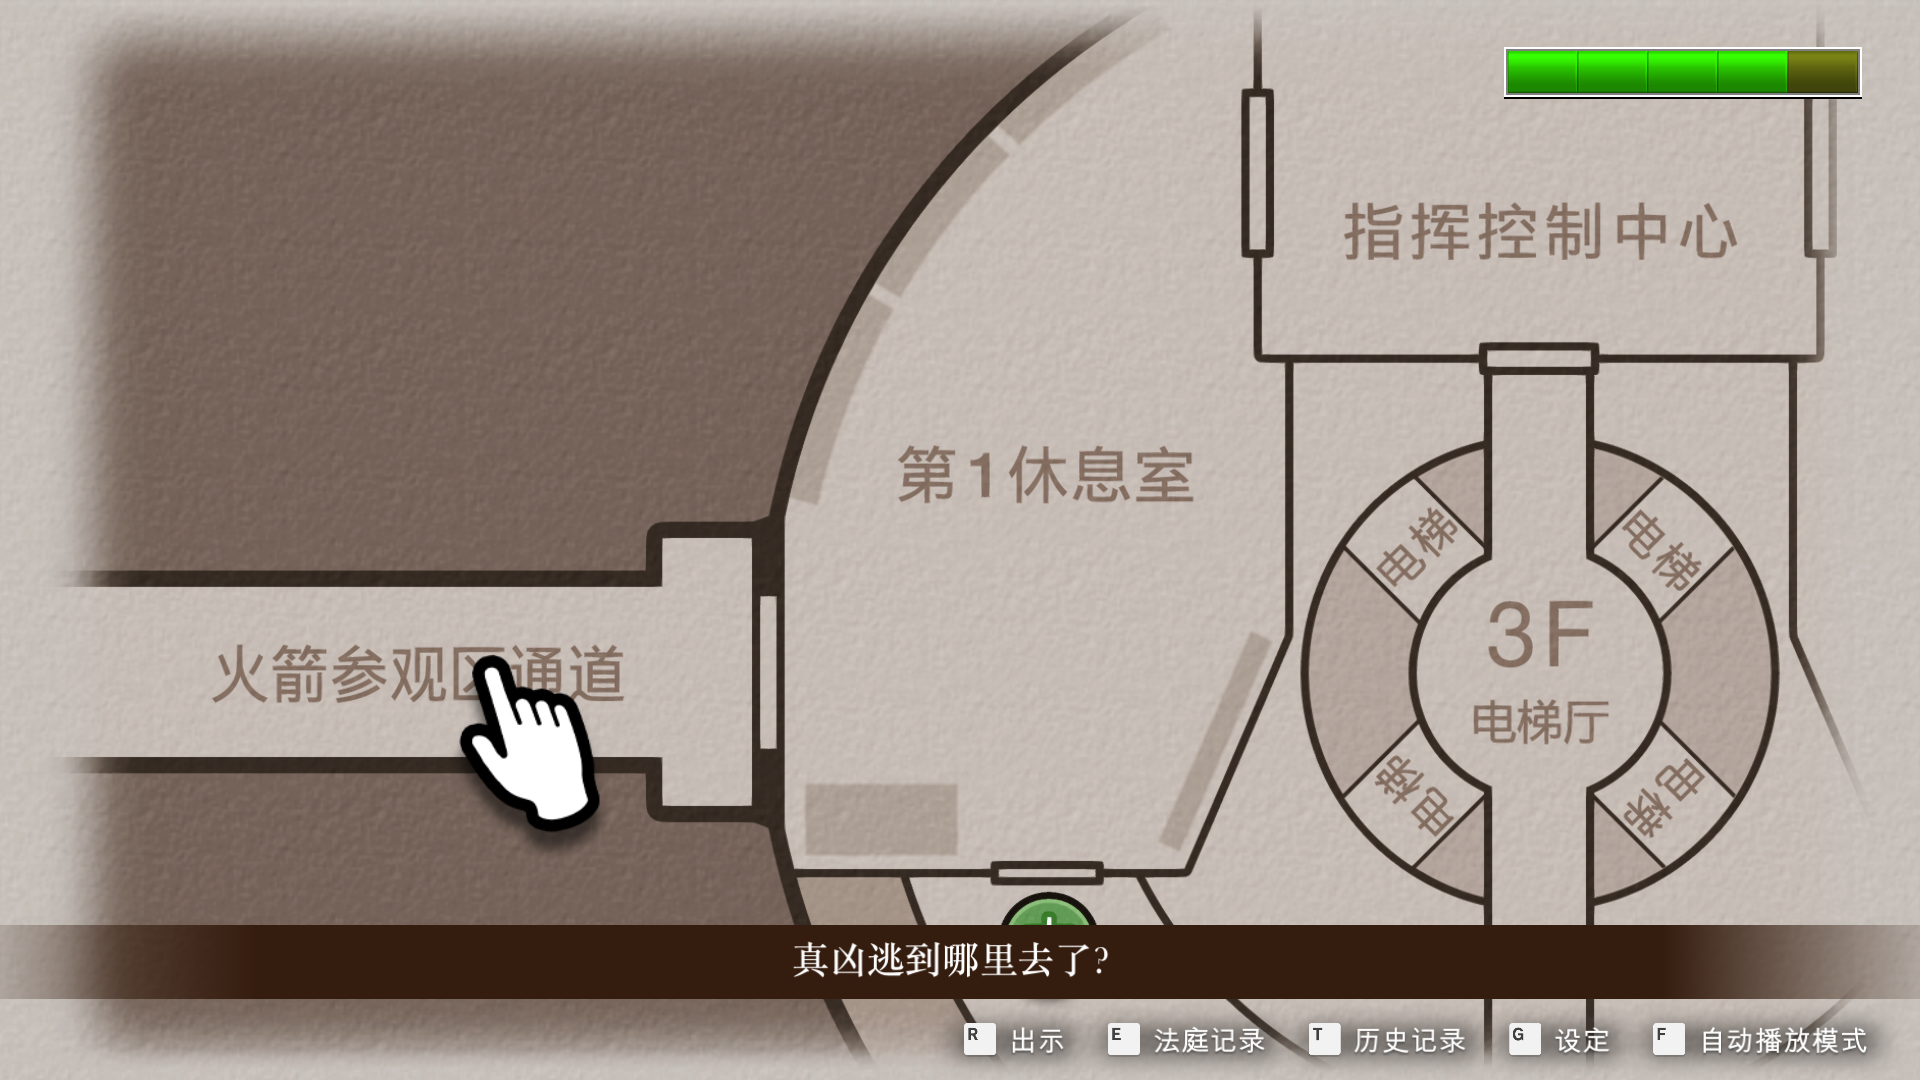 指挥控制中心
第1休息室
电梯
电梯
3F
电梯厅
火箭参观区通道
电梯
电梯
真凶逃到哪里去了?
R 出示
E 法庭记录
T 历史记录
G 设定
F 自动播放模式